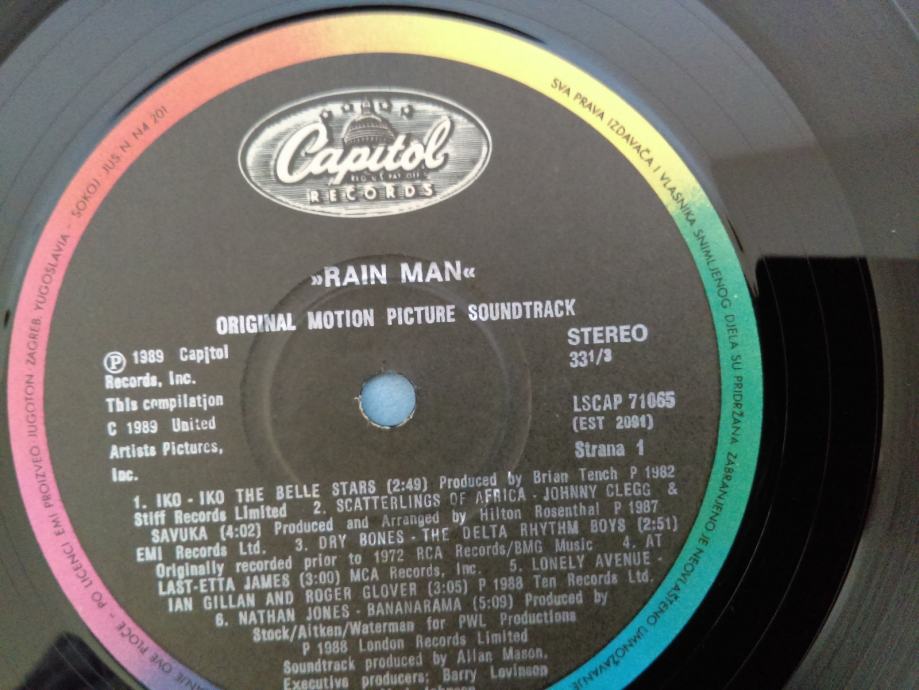 Capitol
RECORDS
»RAIN MAN«
ORIGINAL MOTION PICTURE SOUNDTRACK
Ⓟ 1989 Capitol
Records, Inc.
This compilation
C 1989 United
Artists Pictures,
Inc.
STEREO
33 1/3
LSCAP 71065
(EST 2091)
Strana 1
1. IKO - IKO THE BELLE STARS (2:49) Produced by Brian Tench P 1982
Stiff Records Limited 2. SCATTERLINGS OF AFRICA - JOHNNY CLEGG &
SAVUKA (4:02) Produced and Arranged by Hilton Rosenthal P 1987
EMI Records Ltd. 3. DRY BONES - THE DELTA RHYTHM BOYS (2:51)
Originally recorded prior to 1972 RCA Records/BMG Music 4. AT
LAST-ETTA JAMES (3:00) MCA Records, Inc. 5. LONELY AVENUE -
IAN GILLAN AND ROGER GLOVER (3:05) P 1988 Ten Records Ltd.
6. NATHAN JONES - BANANARAMA (5:09) Produced by
Stock/Aitken/Waterman for PWL Productions
P 1988 London Records Limited
Soundtrack produced by Allan Mason,
Executive producers; Barry Levinson
PO LICENCI EMI PROIZVEO JUGOTON - ZAGREB, YUGOSLAVIA - SOKOJ - JUS N N4 201
SVA PRAVA IZDAVAČA I VLASNIKA SNIMLJENOG DJELA SU PRIDRŽANA ZABRANJENO JE NEOVLAŠTENO UMNOŽAVANJE
OVE PLOČE -